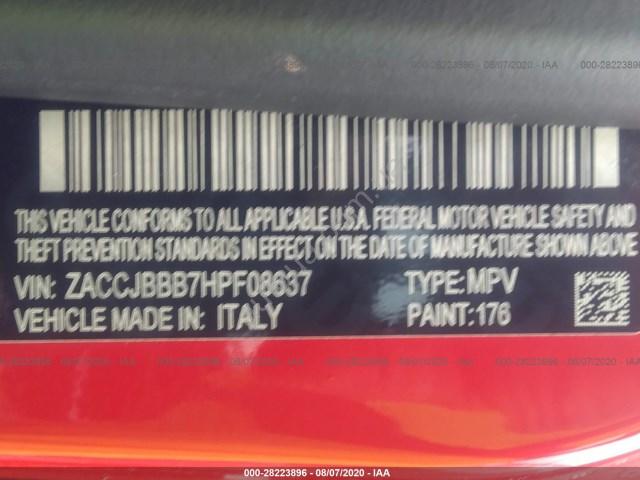 000-28223896 - 08/07/2020 - IAA
THIS VEHICLE CONFORMS TO ALL APPLICABLE U.S.A. FEDERAL MOTOR VEHICLE SAFETY AND
THEFT PREVENTION STANDARDS IN EFFECT ON THE DATE OF MANUFACTURE SHOWN ABOVE
VIN: ZACCJBBB7HPF08637 TYPE: MPV
VEHICLE MADE IN: ITALY PAINT: 176
000-28223896 - 08/07/2020 - IAA